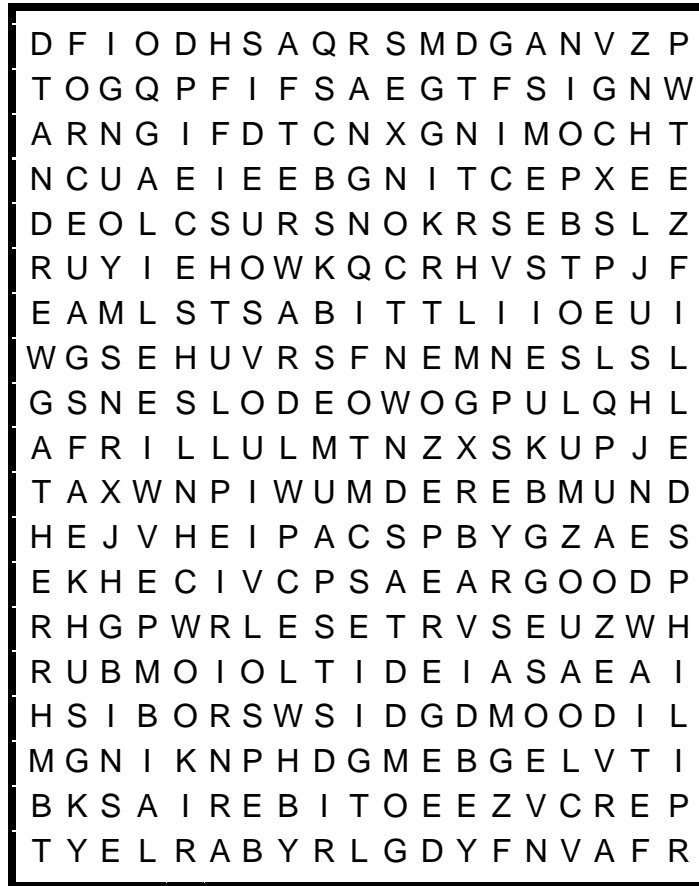 D F I O D H S A Q R S M D G A N V Z P
T O G Q P F I F S A E G T F S I G N W
A R N G I F D T C N X G N I M O C H T
N C U A E I E E B G N I T C E P X E E
D E O L C S U R S N O K R S E B S L Z
R U Y I E H O W K Q C R H V S T P J F
E A M L S T S A B I T T L I I O E U I
W G S E H U V R S F N E M N E S L S L
G S N E S L O D E O W O G P U L Q H L
A F R I L L U L M T N Z X S K U P J E
T A X W N P I W U M D E R E B M U N D
H E J V H E I P A C S P B Y G Z A E S
E K H E C I V C P S A E A R G O O D P
R H G P W R L E S E T R V S E U Z W H
R U B M O I O L T I D E I A S A E A I
H S I B O R S W S I D G D M O O D I L
M G N I K N P H D G M E B G E L V T I
B K S A I R E B I T O E E Z V C R E P
T Y E L R A B Y R L G D Y F N V A F R